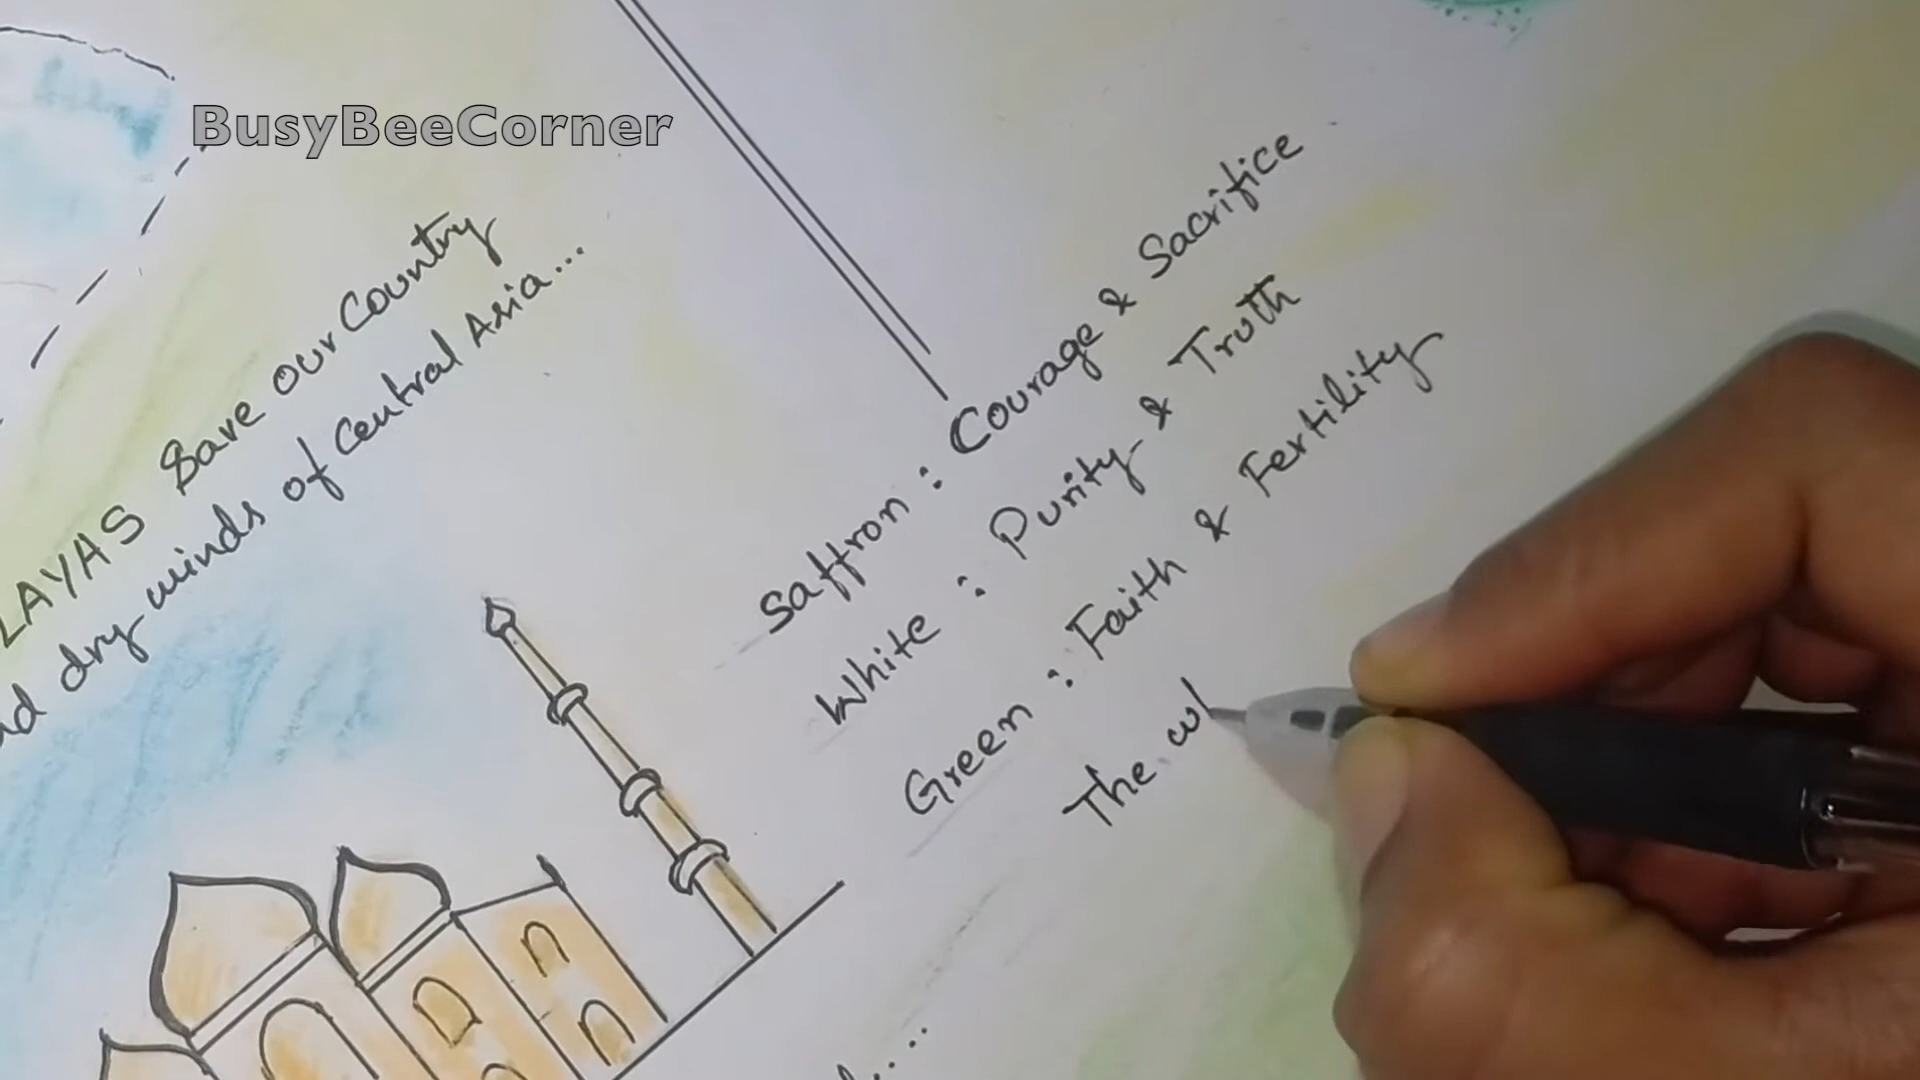 BusyBeeCorner
LAYAS Save our Country
dry winds of Central Asia...
Saffron : Courage & Sacrifice
White : Purity & Truth
Green : Faith & Fertility
The